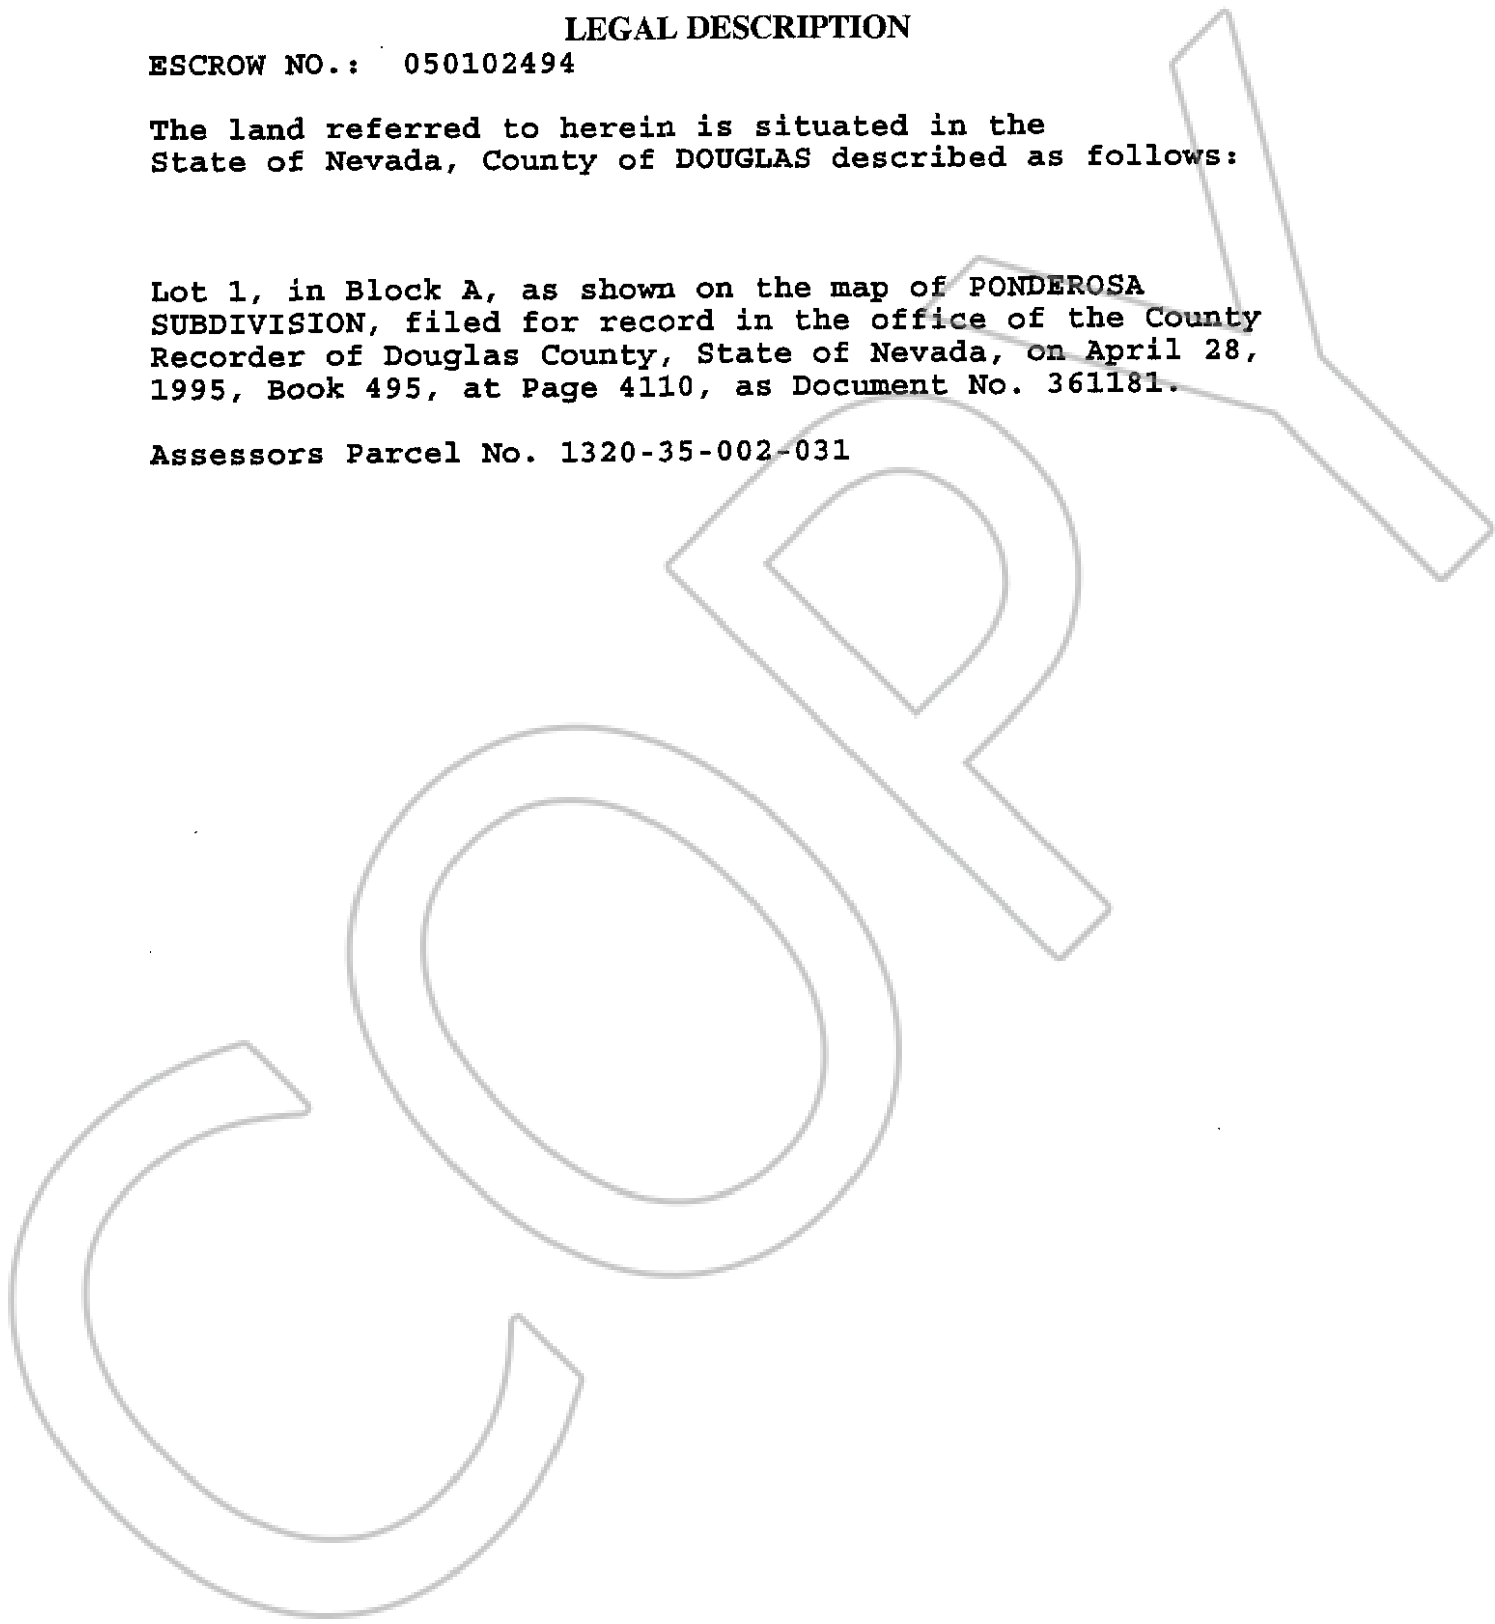 LEGAL DESCRIPTION
ESCROW NO.: 050102494
The land referred to herein is situated in the
State of Nevada, County of DOUGLAS described as follows:
Lot 1, in Block A, as shown on the map of PONDEROSA
SUBDIVISION, filed for record in the office of the County
Recorder of Douglas County, State of Nevada, on April 28,
1995, Book 495, at Page 4110, as Document No. 361181.
Assessors Parcel No. 1320-35-002-031
COPY